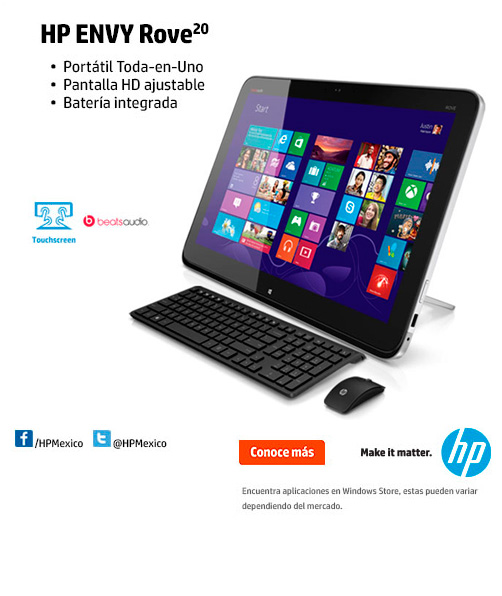 HP ENVY Rove20
• Portátil Toda-en-Uno
• Pantalla HD ajustable
• Batería integrada
Start
ROVE
Touchscreen
beatsaudio
/HPMexico
@HPMexico
Conoce más
Make it matter.
hp
Encuentra aplicaciones en Windows Store, estas pueden variar
dependiendo del mercado.